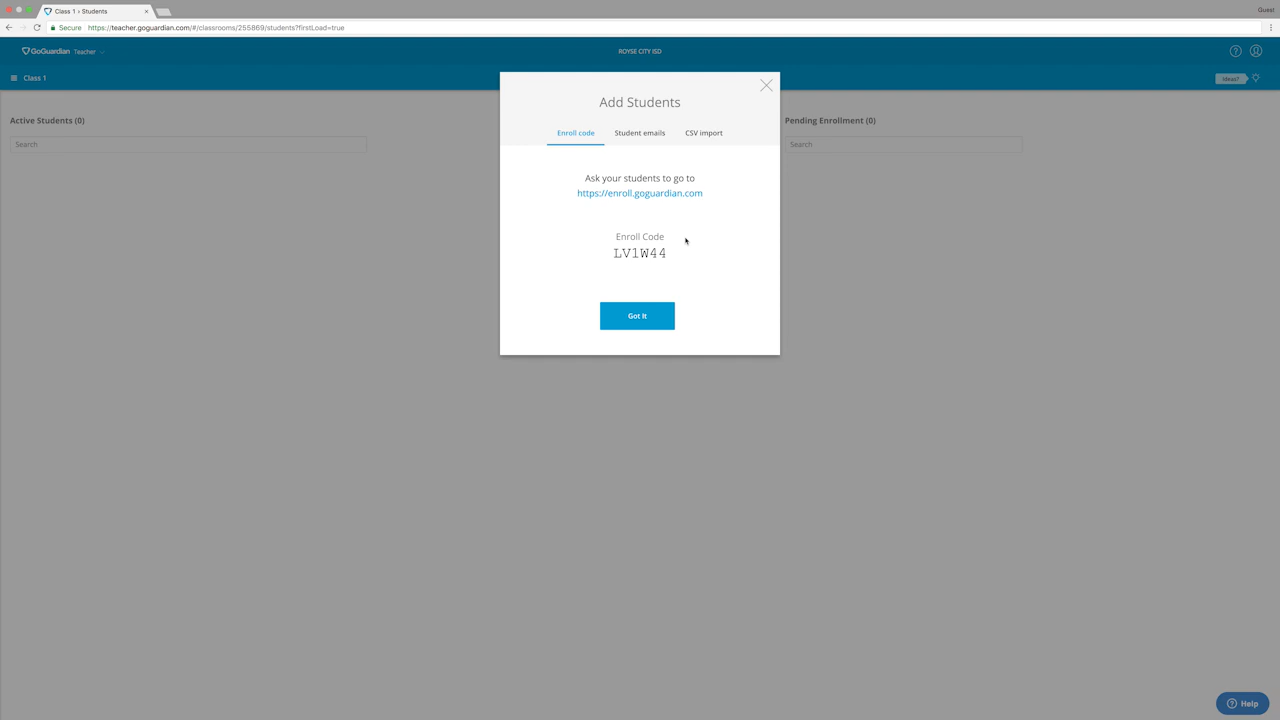 Class 1 › Students
Guest
Secure https://teacher.goguardian.com/#/classrooms/255869/students?firstLoad=true
GoGuardian Teacher
ROYSE CITY ISD
Class 1
Ideas?
Add Students
Enroll code Student emails CSV import
Active Students (0)
Search
Pending Enrollment (0)
Search
Ask your students to go to
https://enroll.goguardian.com
Enroll Code
LV1W44
Got It
Help